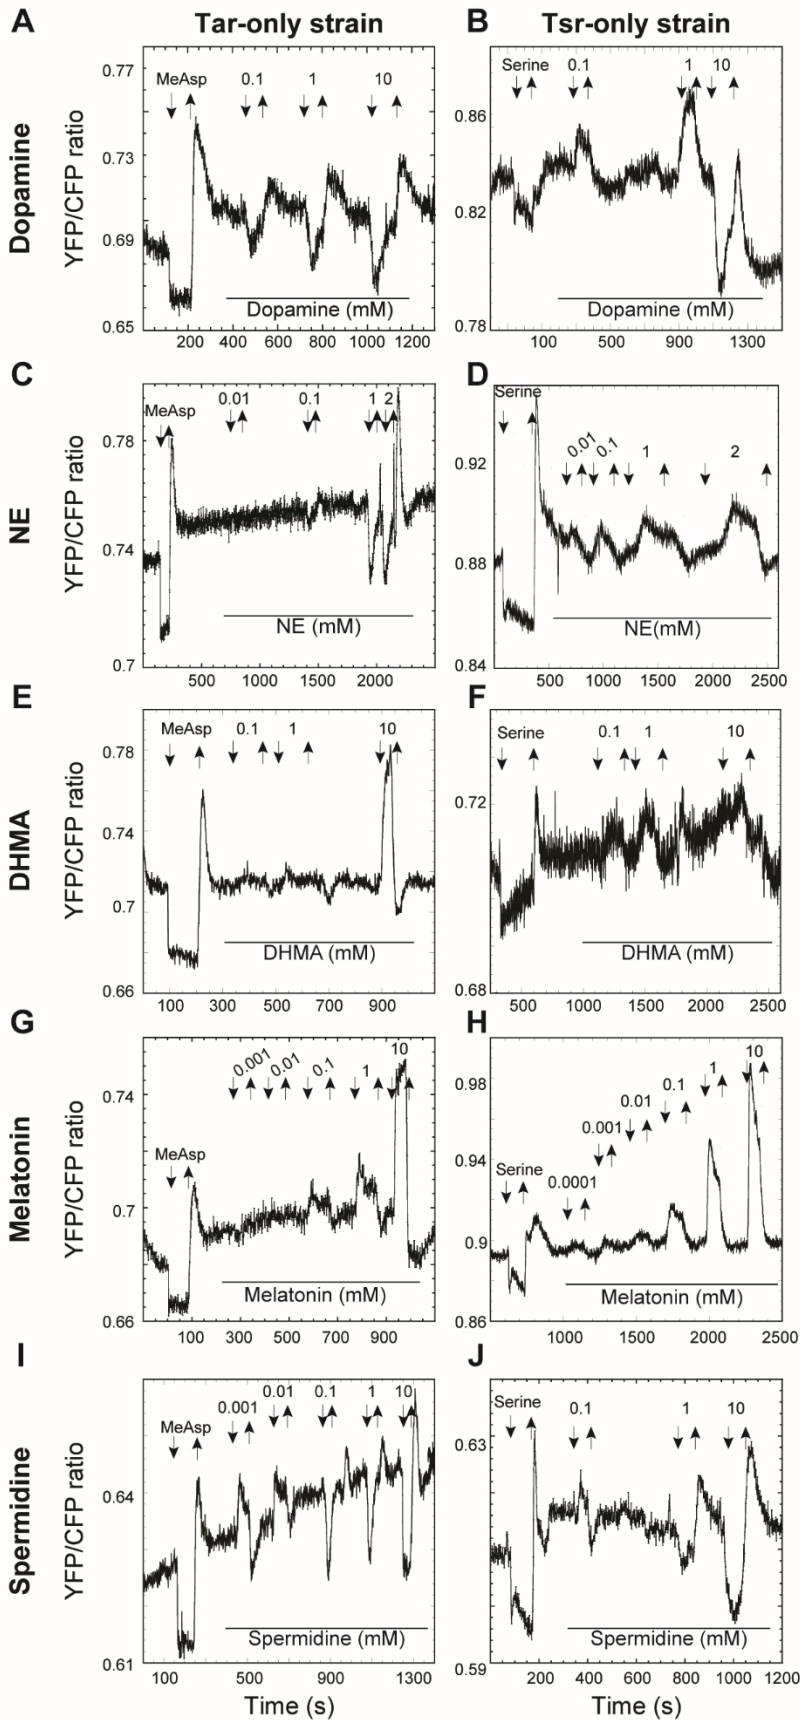 A Tar-only strain B Tsr-only strain
Dopamine
YFP/CFP ratio
0.77
0.73
0.69
0.65
MeAsp 0.1 1 10
Dopamine (mM)
200 400 600 800 1000 1200
0.86
0.82
0.78
Serine 0.1 1 10
Dopamine (mM)
100 500 900 1300
C
NE
YFP/CFP ratio
0.78
0.74
0.7
MeAsp 0.01 0.1 1 2
NE (mM)
500 1000 1500 2000
D
0.92
0.88
0.84
Serine 0.01 0.1 1 2
NE(mM)
0 500 1000 1500 2000 2500
E
DHMA
YFP/CFP ratio
0.78
0.74
0.7
0.66
MeAsp 0.1 1 10
DHMA (mM)
100 300 500 700 900
F
0.72
0.68
Serine 0.1 1 10
DHMA (mM)
500 1000 1500 2000 2500
G
Melatonin
YFP/CFP ratio
0.74
0.7
0.66
MeAsp 0.001 0.01 0.1 1 10
Melatonin (mM)
100 300 500 700 900
H
0.98
0.94
0.9
0.86
Serine 0.0001 0.001 0.01 0.1 1 10
Melatonin (mM)
1000 1500 2000 2500
I
Spermidine
YFP/CFP ratio
0.64
0.61
MeAsp 0.001 0.01 0.1 1 10
Spermidine (mM)
100 400 700 1000 1300
Time (s)
J
0.63
0.59
Serine 0.1 1 10
Spermidine (mM)
0 200 400 600 800 1000 1200
Time (s)